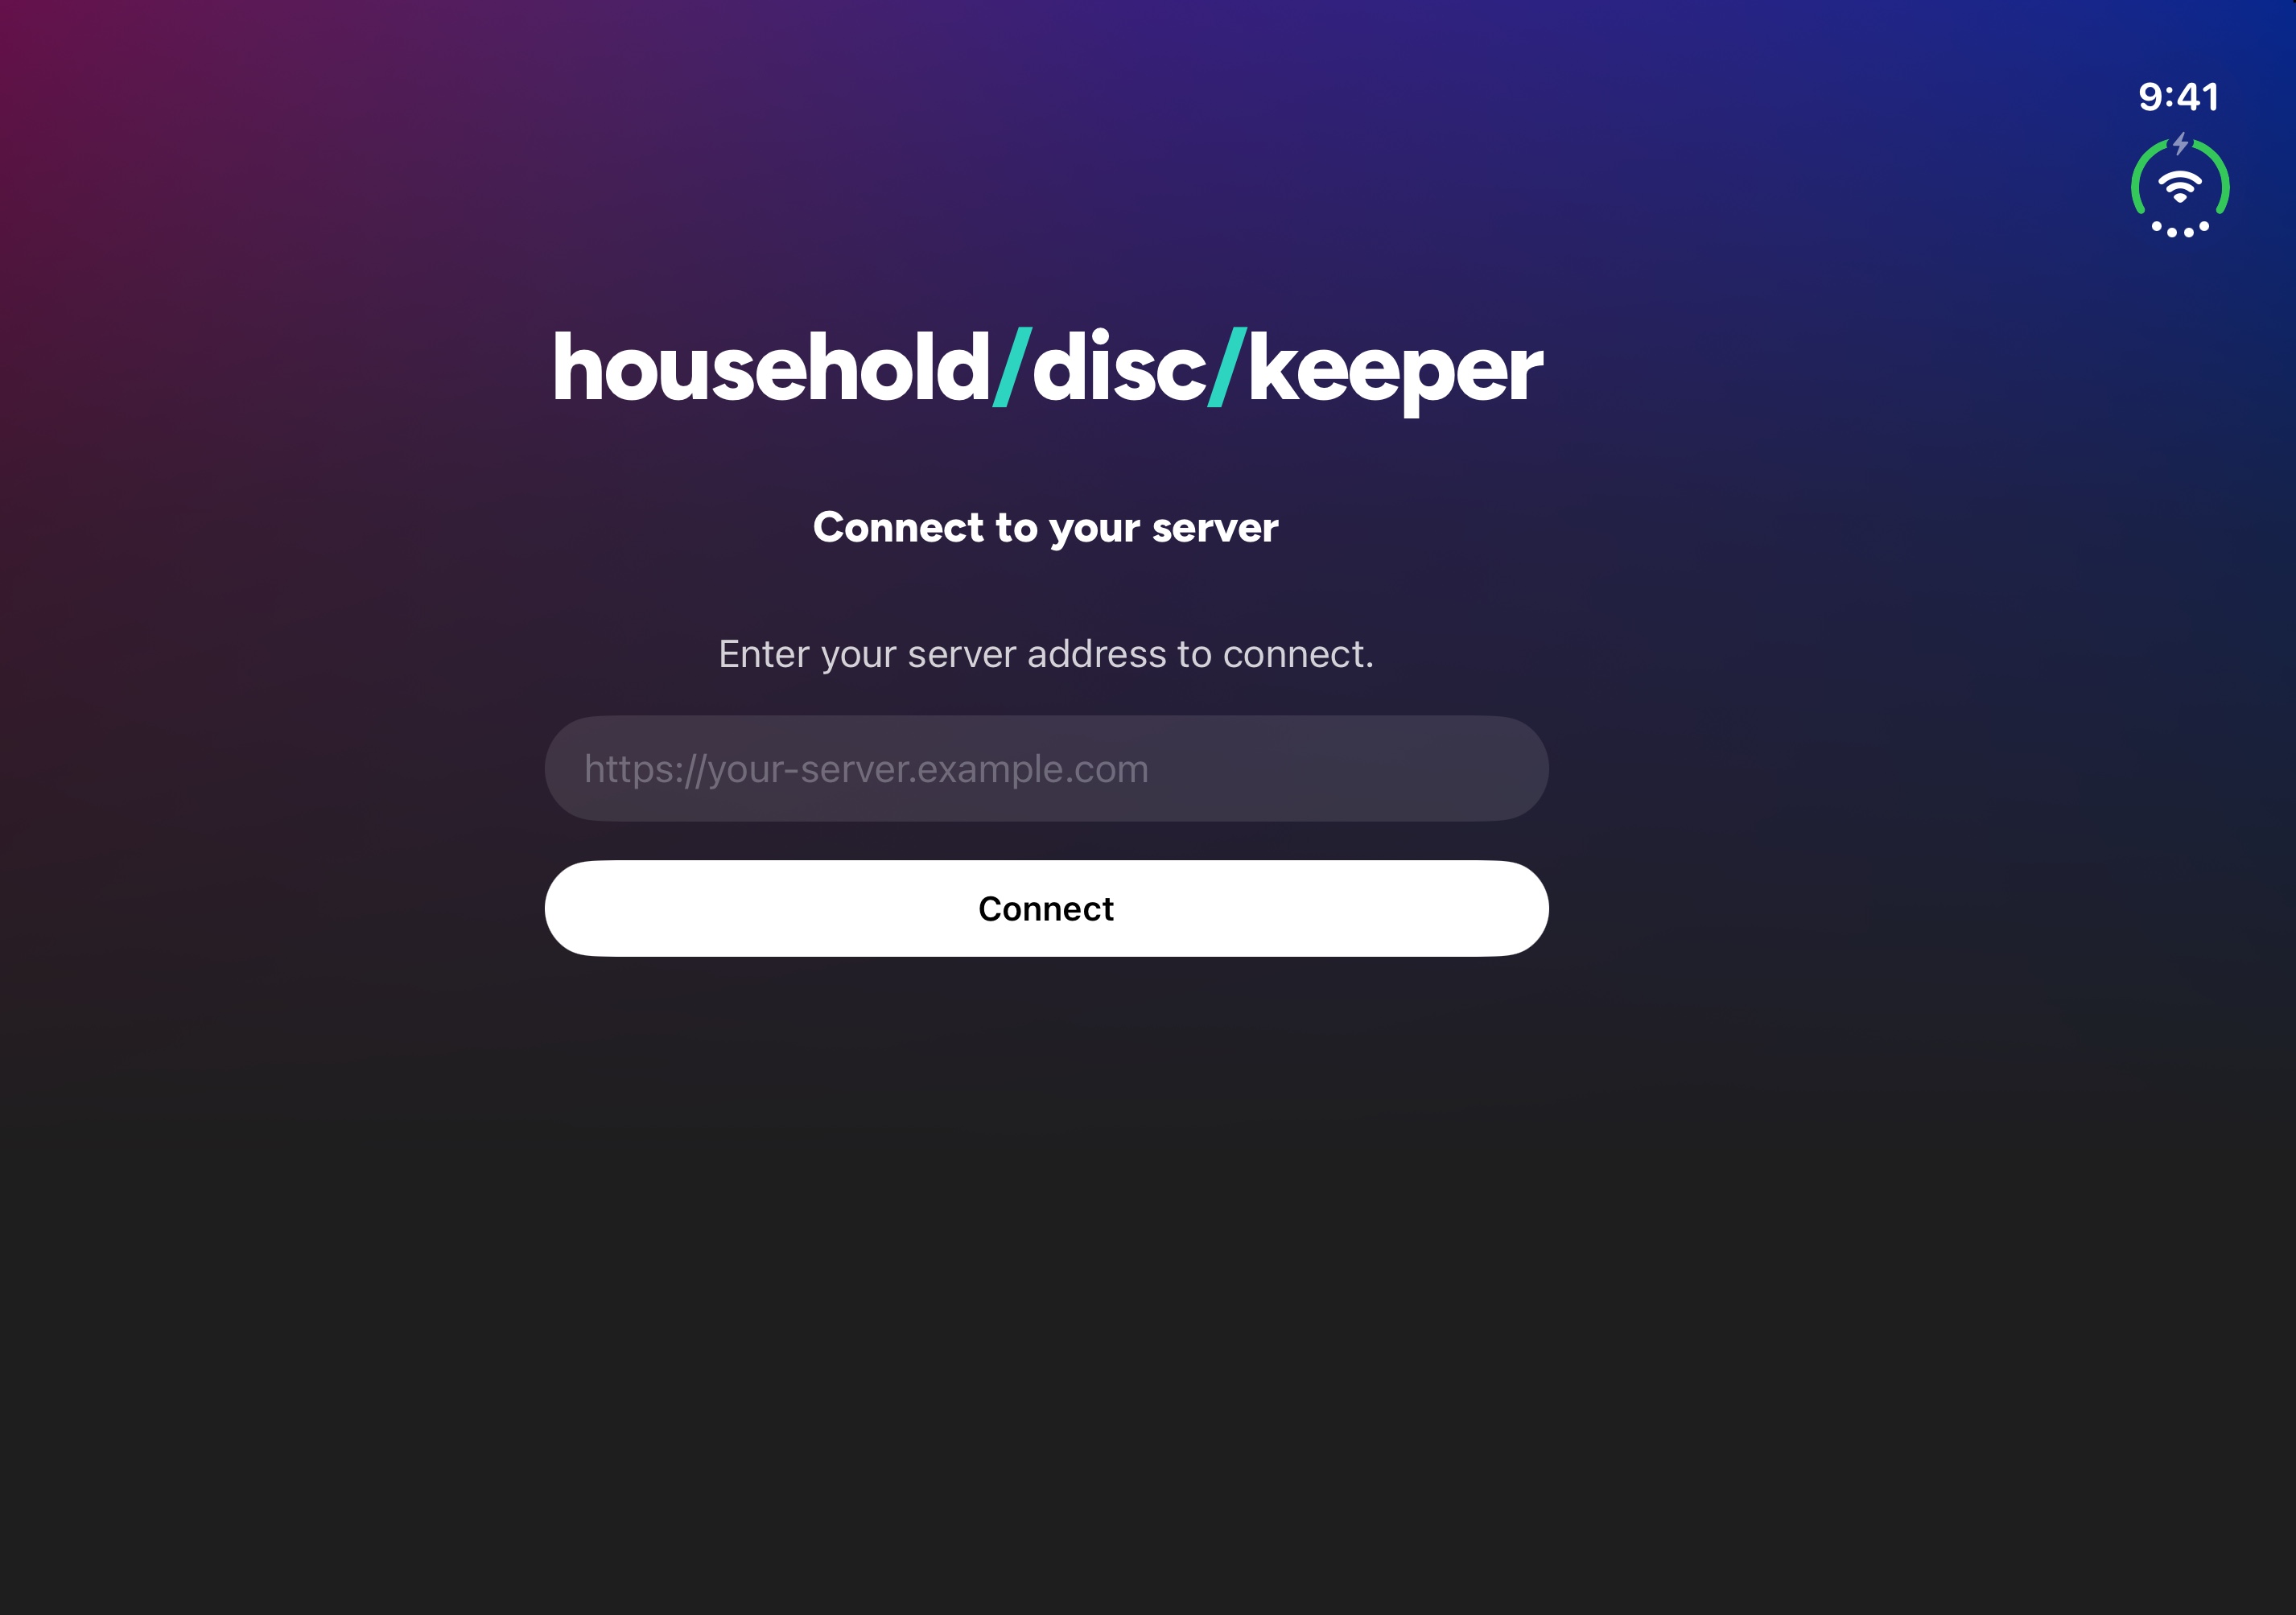 9:41
household/disc/keeper
Connect to your server
Enter your server address to connect.
https://your-server.example.com
Connect